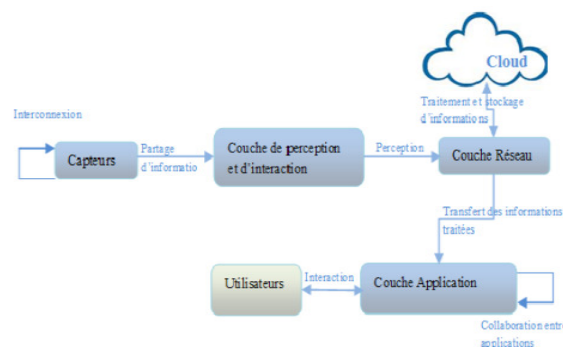 Cloud
Traitement et stockage
d'informations
Interconnexion
Capteurs
Partage
d'informatio
Couche de perception
et d'interaction
Perception
Couche Réseau
Transfert des informations
traitées
Utilisateurs
Interaction
Couche Application
Collaboration entre
applications